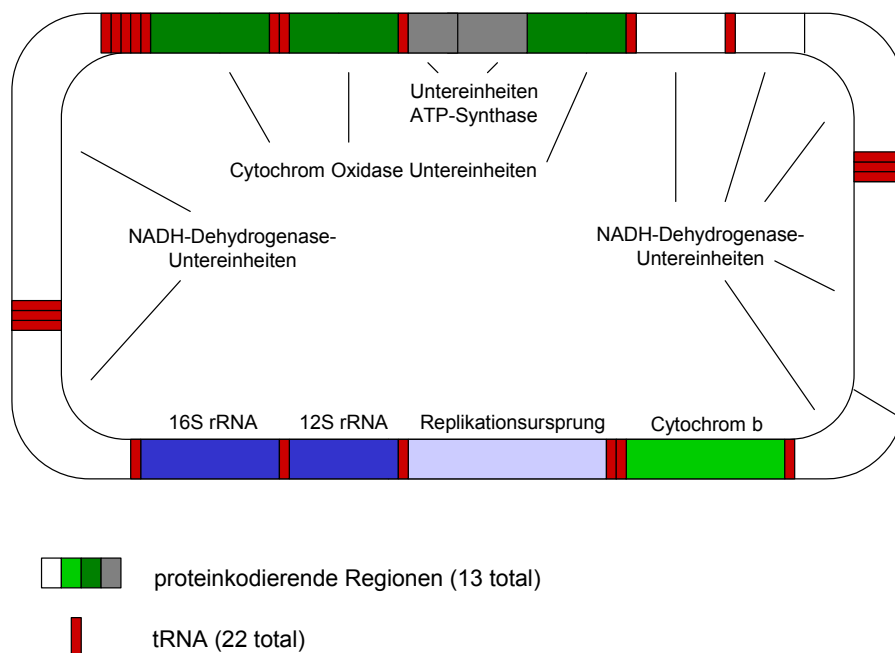 Untereinheiten
ATP-Synthase
Cytochrom Oxidase Untereinheiten
NADH-Dehydrogenase-
Untereinheiten
NADH-Dehydrogenase-
Untereinheiten
16S rRNA
12S rRNA
Replikationsursprung
Cytochrom b
proteinkodierende Regionen (13 total)
tRNA (22 total)